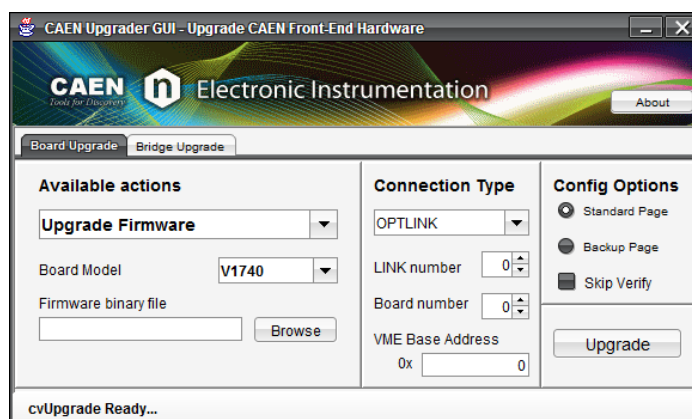 CAEN Upgrader GUI - Upgrade CAEN Front-End Hardware
CAEN n Electronic Instrumentation
Tools for Discovery
About
Board Upgrade Bridge Upgrade
Available actions
Upgrade Firmware
Board Model V1740
Firmware binary file
Browse
Connection Type
OPTLINK
LINK number 0
Board number 0
VME Base Address
0x 0
Config Options
Standard Page
Backup Page
Skip Verify
Upgrade
cvUpgrade Ready...